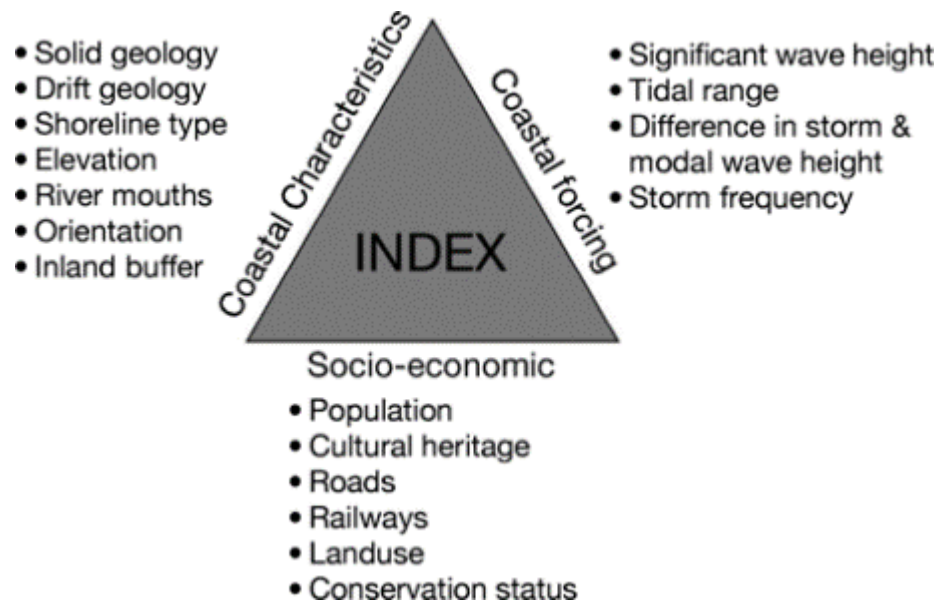 • Solid geology
• Drift geology
• Shoreline type
• Elevation
• River mouths
• Orientation
• Inland buffer
Coastal Characteristics
INDEX
Coastal forcing
• Significant wave height
• Tidal range
• Difference in storm &
modal wave height
• Storm frequency
Socio-economic
• Population
• Cultural heritage
• Roads
• Railways
• Landuse
• Conservation status